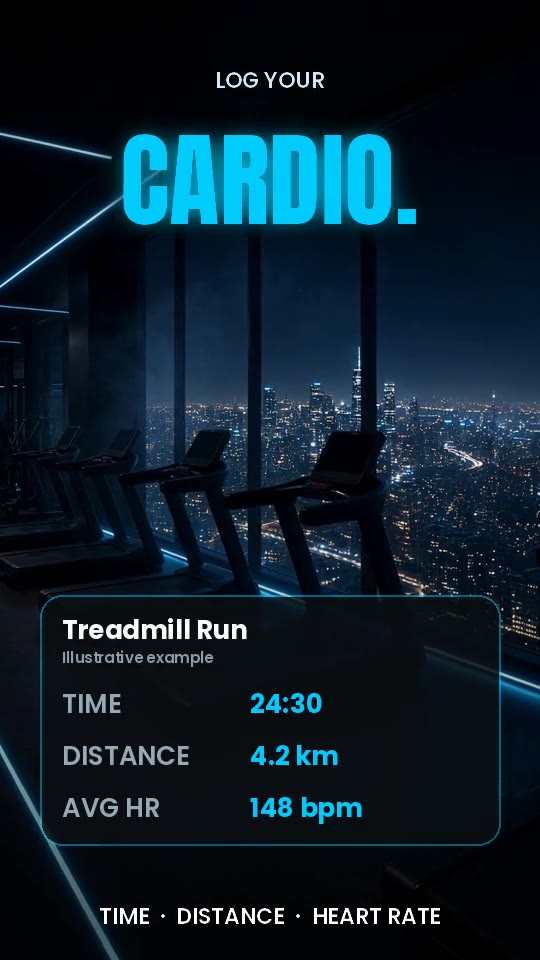 LOG YOUR
CARDIO.
Treadmill Run
Illustrative example
TIME 24:30
DISTANCE 4.2 km
AVG HR 148 bpm
TIME · DISTANCE · HEART RATE